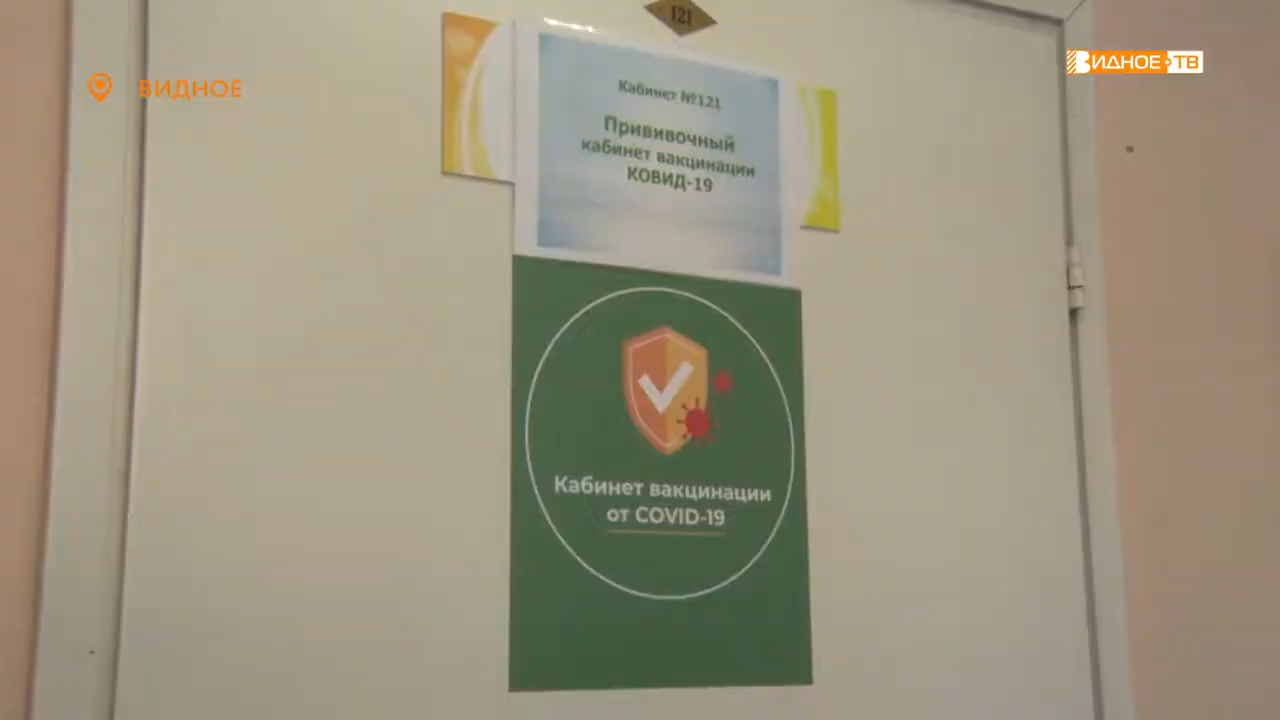 121
ВИДНОЕ
ВИДНОЕ ТВ
Кабинет №121
Прививочный
кабинет вакцинации
КОВИД-19
Кабинет вакцинации
от COVID-19